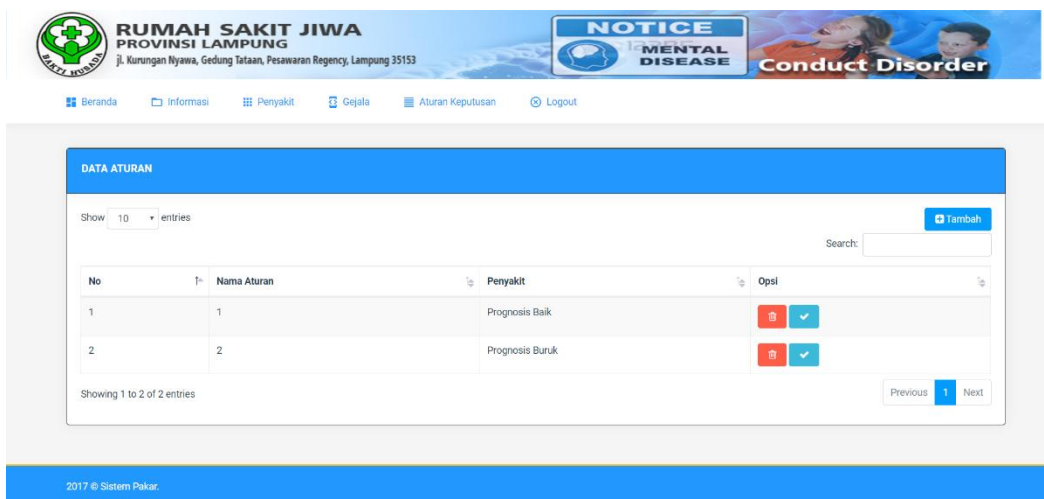 RUMAH SAKIT JIWA
PROVINSI LAMPUNG
jl. Kurungan Nyawa, Gedung Tataan, Pesawaran Regency, Lampung 35153
BAKTI HUSADA
NOTICE
MENTAL
DISEASE
Conduct Disorder
Beranda Informasi Penyakit Gejala Aturan Keputusan Logout
DATA ATURAN
Show 10 entries
Tambah
Search:
No Nama Aturan Penyakit Opsi
1 1 Prognosis Baik
2 2 Prognosis Buruk
Showing 1 to 2 of 2 entries
Previous 1 Next
2017 © Sistem Pakar.